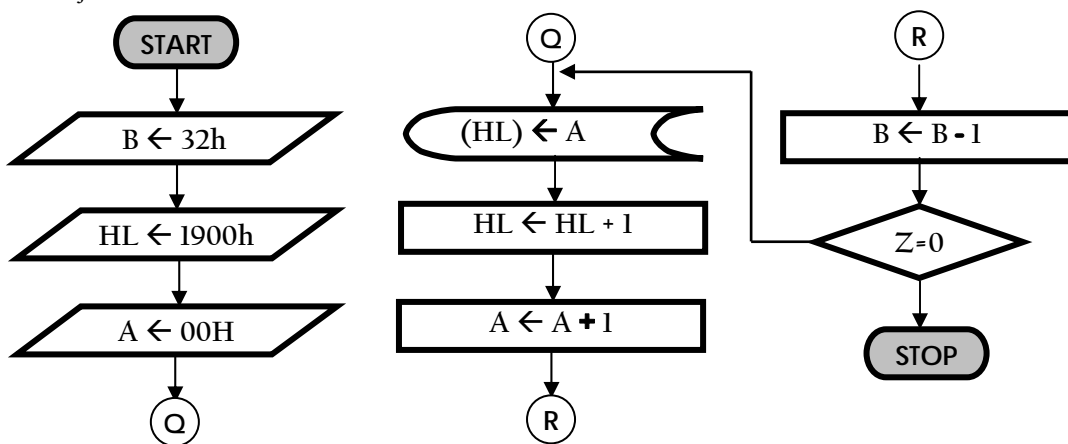 START
B ← 32h
HL ← 1900h
A ← 00H
Q
Q
(HL) ← A
HL ← HL + 1
A ← A + 1
R
R
B ← B - 1
Z=0
STOP